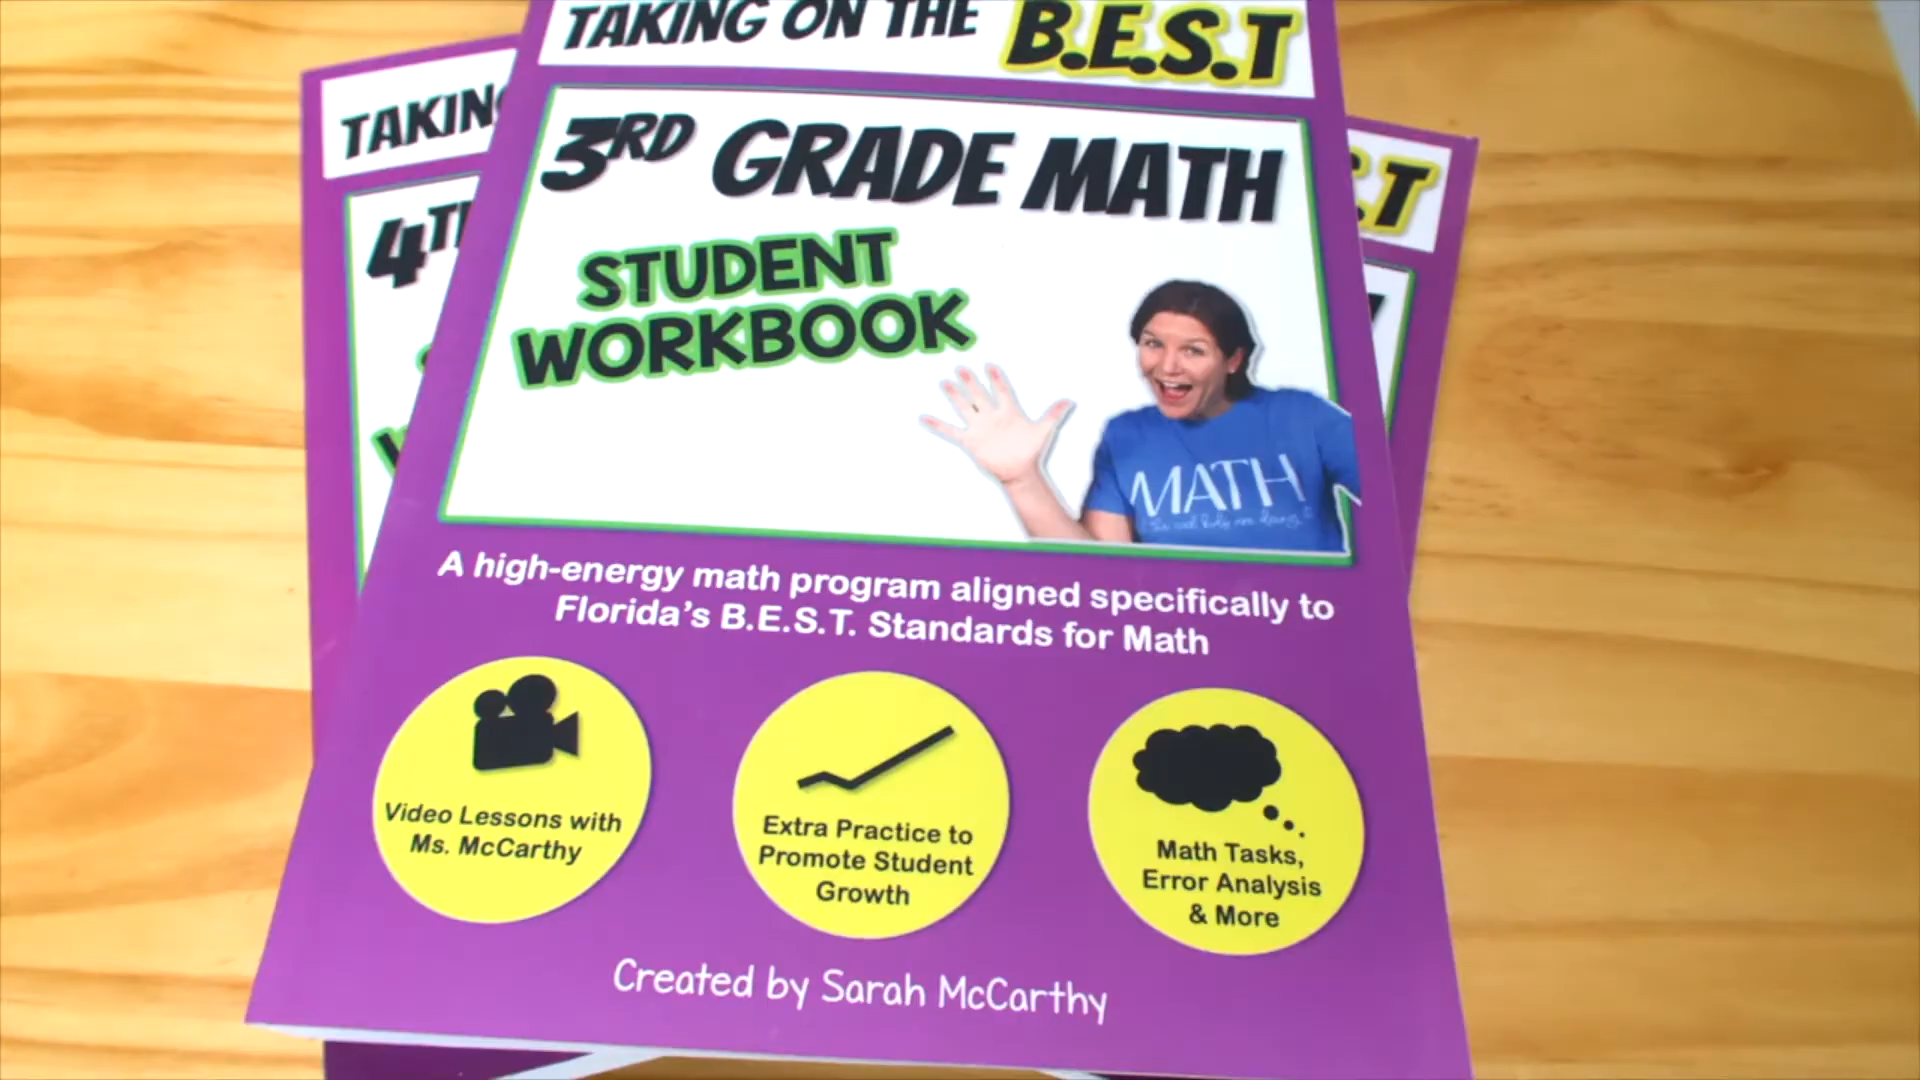 TAKING ON THE B.E.S.T
3RD GRADE MATH
STUDENT
WORKBOOK
MATH
A high-energy math program aligned specifically to
Florida's B.E.S.T. Standards for Math
Video Lessons with
Ms. McCarthy
Extra Practice to
Promote Student
Growth
Math Tasks,
Error Analysis
& More
Created by Sarah McCarthy
TAKING
4TH
.T